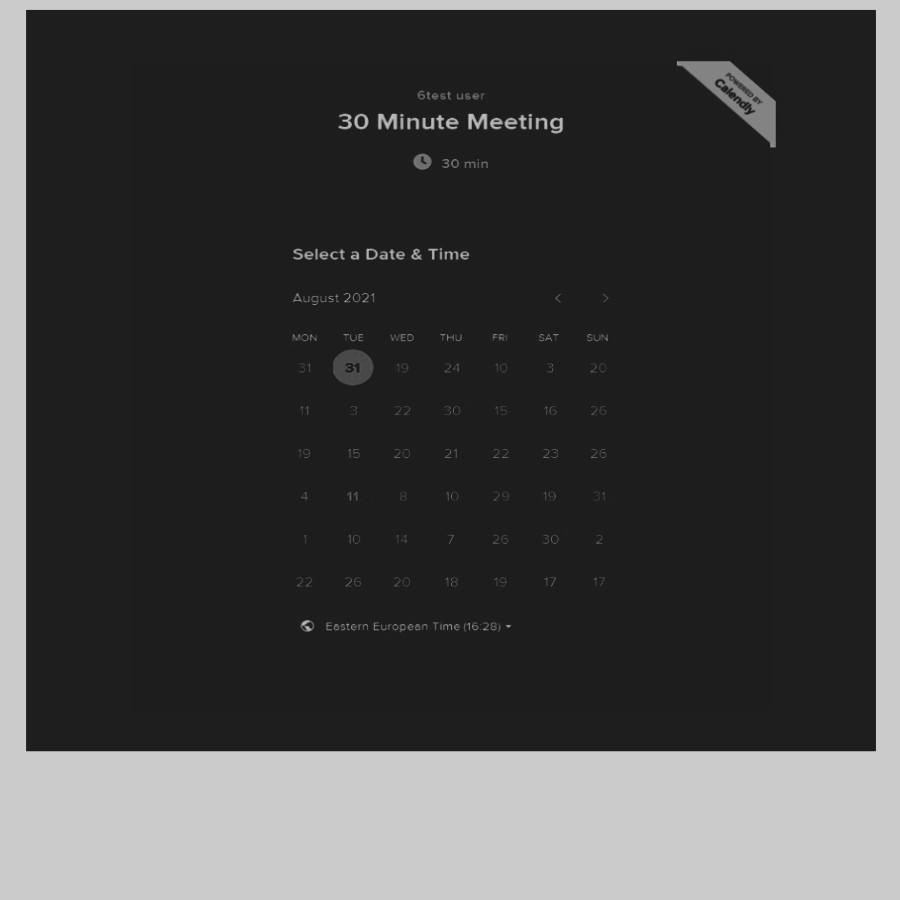 POWERED BY
Calendly
6test user
30 Minute Meeting
30 min
Select a Date & Time
August 2021 < >
MON TUE WED THU FRI SAT SUN
31 31 19 24 10 3 20
11 3 22 30 15 16 26
19 15 20 21 22 23 26
4 11 8 10 29 19 31
1 10 14 7 26 30 2
22 26 20 18 19 17 17
Eastern European Time (16:28)